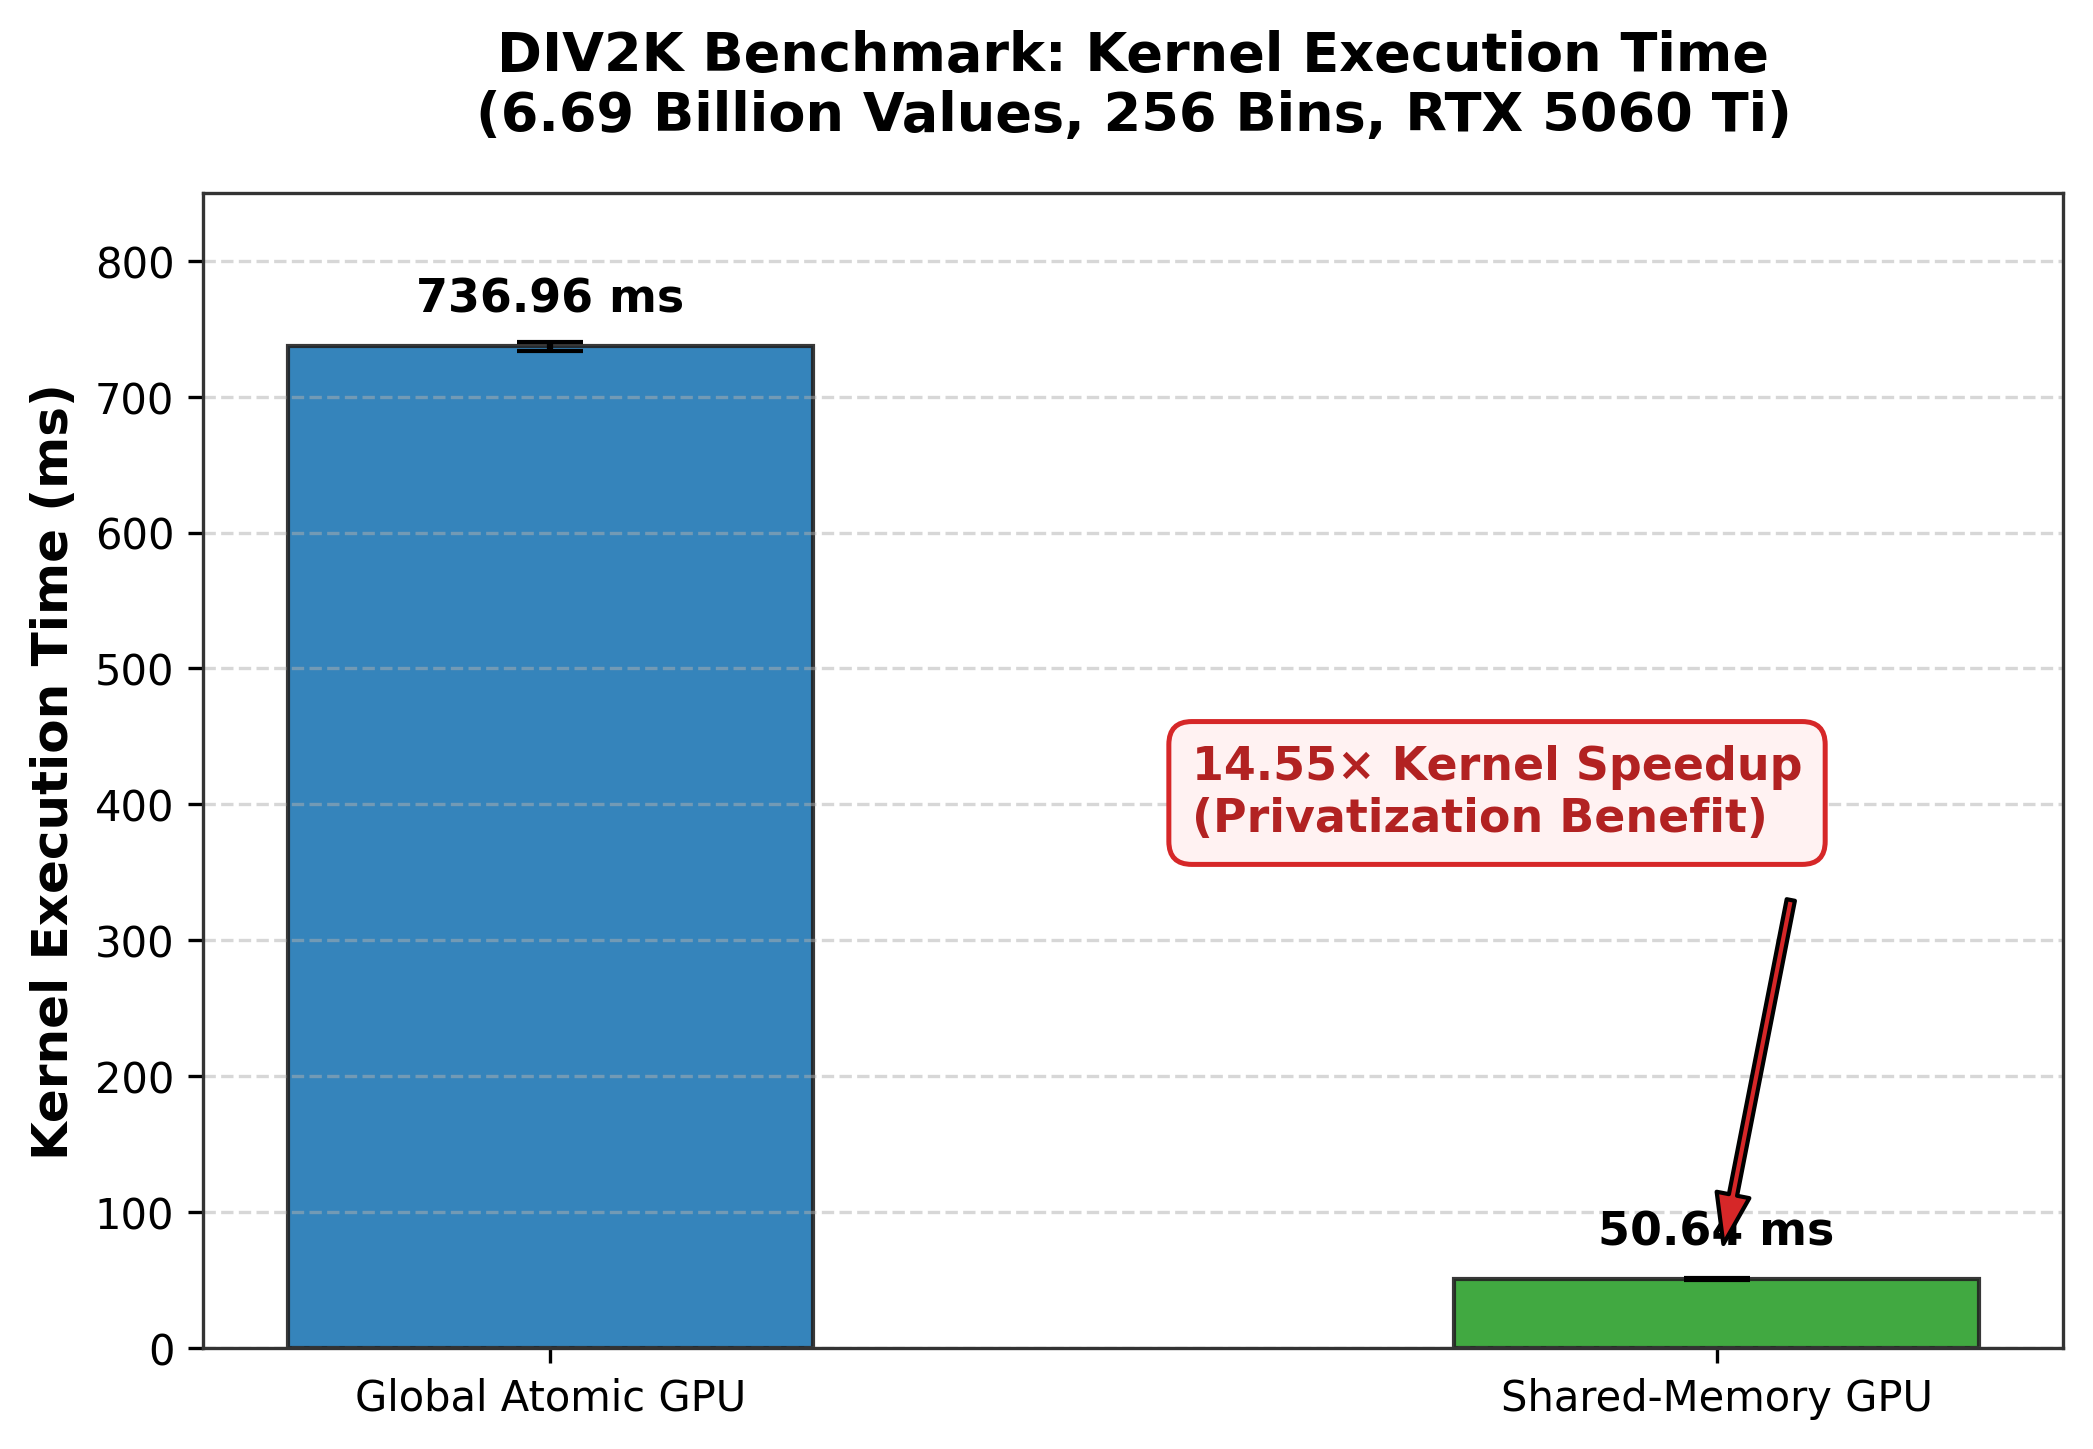 DIV2K Benchmark: Kernel Execution Time
(6.69 Billion Values, 256 Bins, RTX 5060 Ti)
Kernel Execution Time (ms)
800
700
600
500
400
300
200
100
0
736.96 ms
14.55× Kernel Speedup
(Privatization Benefit)
50.64 ms
Global Atomic GPU
Shared-Memory GPU